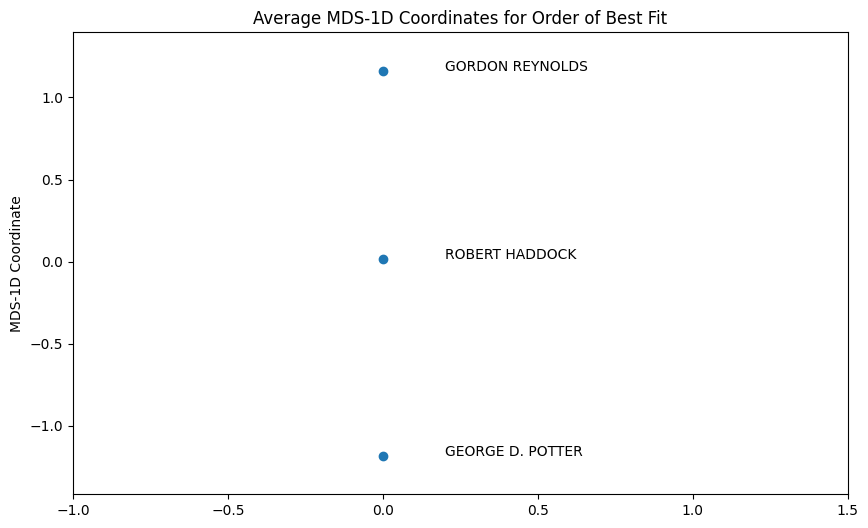 Average MDS-1D Coordinates for Order of Best Fit
GORDON REYNOLDS
1.0
0.5
MDS-1D Coordinate
ROBERT HADDOCK
0.0
−0.5
−1.0
GEORGE D. POTTER
−1.0 −0.5 0.0 0.5 1.0 1.5